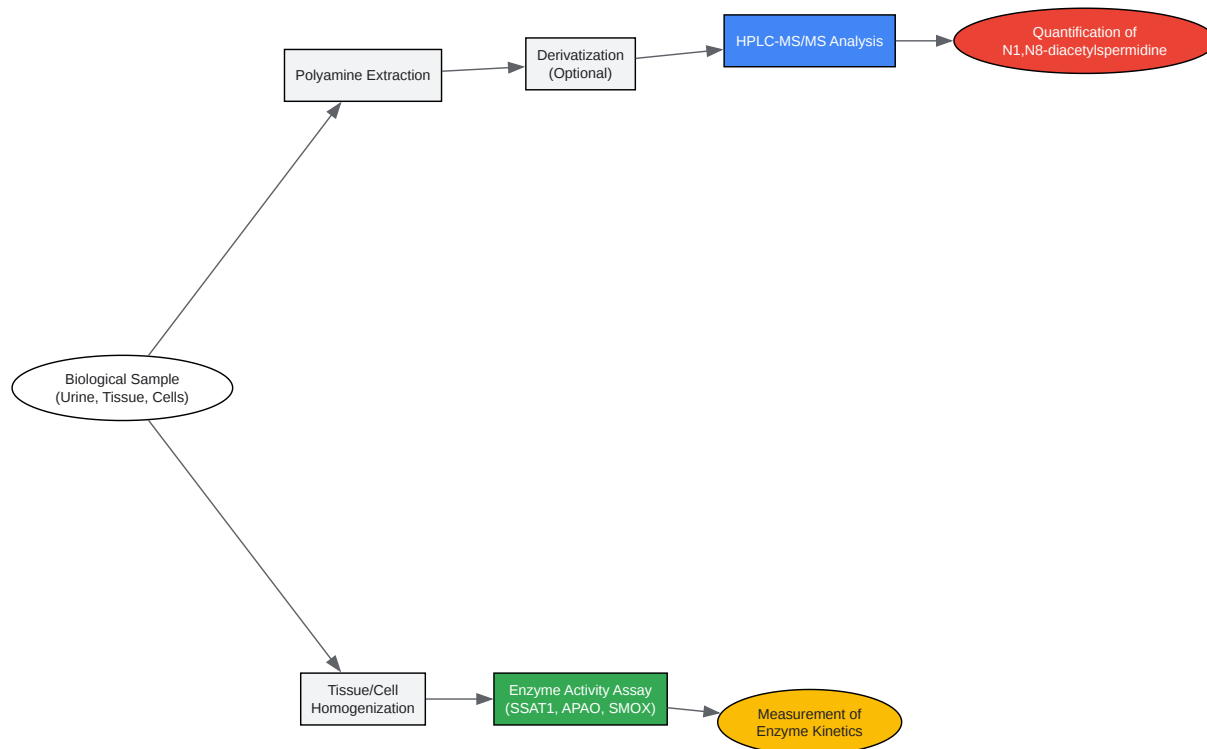 Polyamine Extraction
Derivatization
(Optional)
HPLC-MS/MS Analysis
Quantification of
N1,N8-diacetylspermidine
Biological Sample
(Urine, Tissue, Cells)
Tissue/Cell
Homogenization
Enzyme Activity Assay
(SSAT1, APAO, SMOX)
Measurement of
Enzyme Kinetics